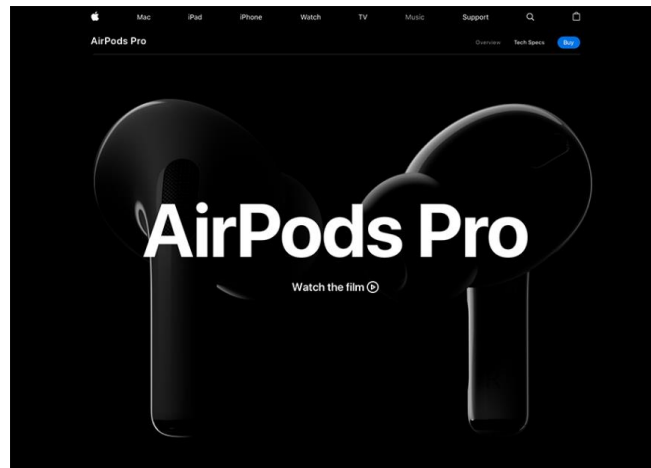 Mac iPad iPhone Watch TV Music Support
AirPods Pro Overview Tech Specs Buy
AirPods Pro
Watch the film